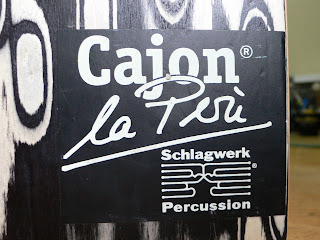 Cajon®
la Perù
Schlagwerk
®
Percussion